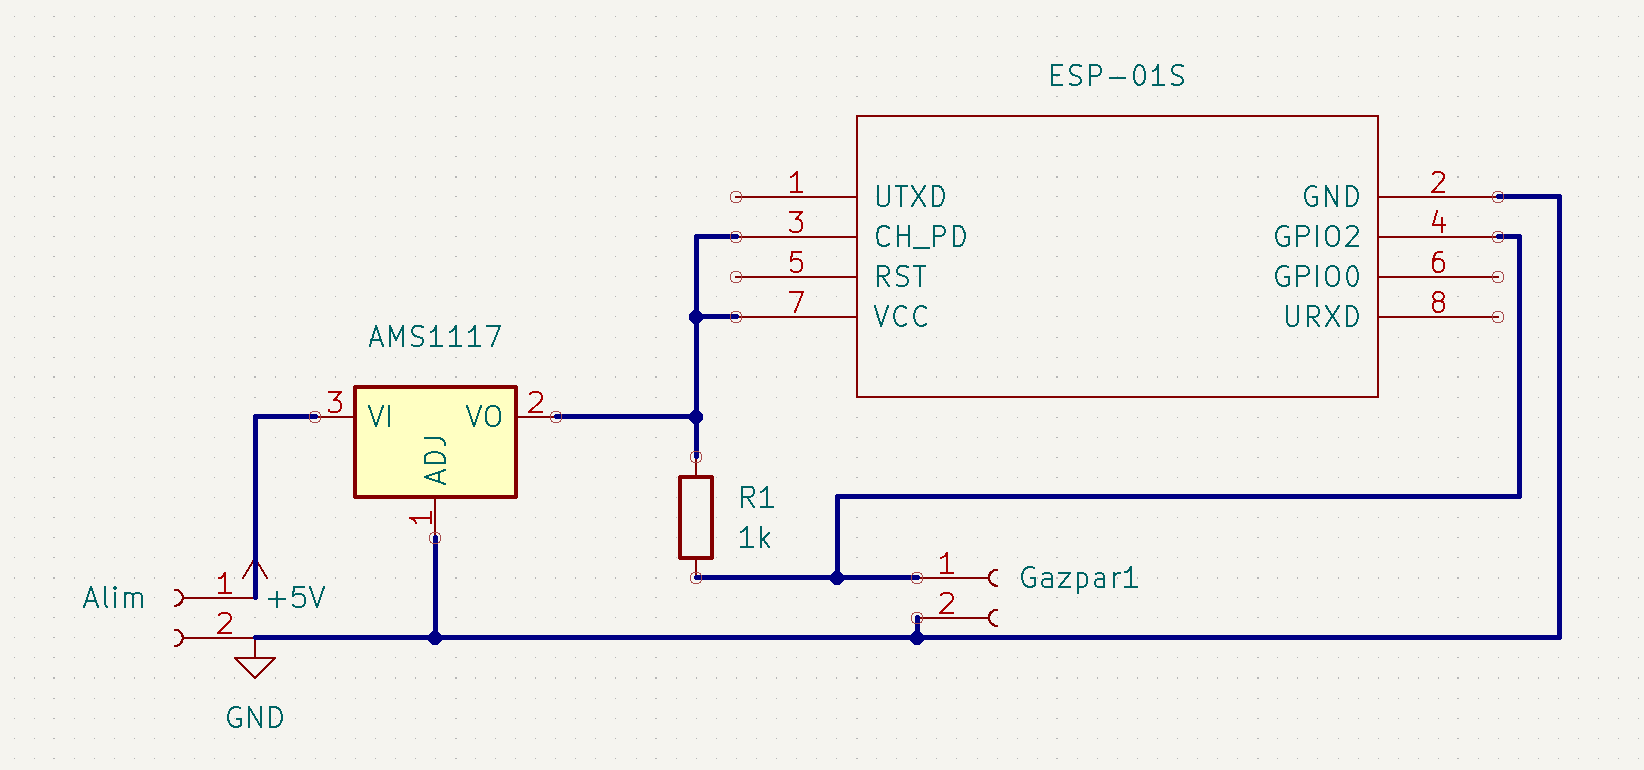 ESP-01S
1 UTXD
3 CH_PD
5 RST
7 VCC
GND 2
GPIO2 4
GPIO0 6
URXD 8
AMS1117
3 VI VO 2
ADJ
1
R1
1k
Alim 1 +5V
2
GND
1 Gazpar1
2